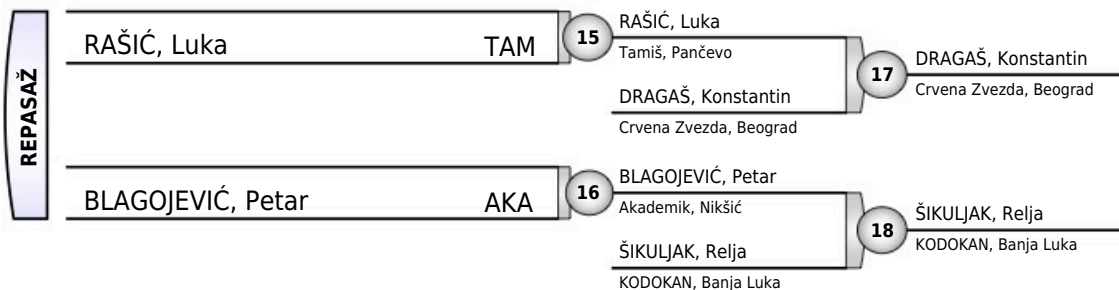 REPASAŽ
RAŠIĆ, Luka TAM
15
RAŠIĆ, Luka
Tamiš, Pančevo
DRAGAŠ, Konstantin
Crvena Zvezda, Beograd
17
DRAGAŠ, Konstantin
Crvena Zvezda, Beograd
BLAGOJEVIĆ, Petar AKA
16
BLAGOJEVIĆ, Petar
Akademik, Nikšić
ŠIKULJAK, Relja
KODOKAN, Banja Luka
18
ŠIKULJAK, Relja
KODOKAN, Banja Luka